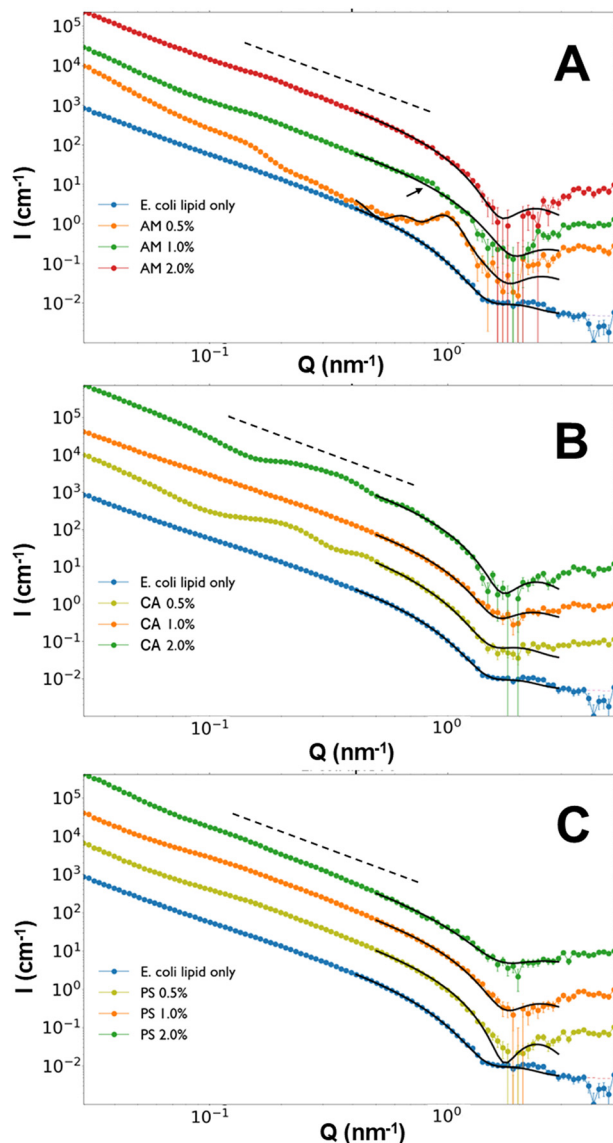 A
I (cm⁻¹)
10⁵
10⁴
10³
10²
10¹
10⁰
10⁻¹
10⁻²
E. coli lipid only
AM 0.5%
AM 1.0%
AM 2.0%
10⁻¹
10⁰
Q (nm⁻¹)
B
I (cm⁻¹)
10⁵
10⁴
10³
10²
10¹
10⁰
10⁻¹
10⁻²
E. coli lipid only
CA 0.5%
CA 1.0%
CA 2.0%
10⁻¹
10⁰
Q (nm⁻¹)
C
I (cm⁻¹)
10⁵
10⁴
10³
10²
10¹
10⁰
10⁻¹
10⁻²
E. coli lipid only
PS 0.5%
PS 1.0%
PS 2.0%
10⁻¹
10⁰
Q (nm⁻¹)